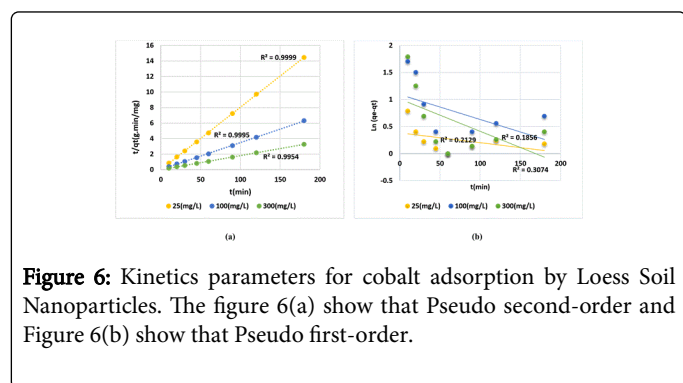 16
14
12
10
8
6
4
2
0
t/qt(g.min/mg)
R² = 0.9999
R² = 0.9995
R² = 0.9954
0 50 100 150 200
t(min)
25(mg/L) 100(mg/L) 300(mg/L)
(a)
2
1.5
1
0.5
0
-0.5
Ln (qe-qt)
R² = 0.2129
R² = 0.1856
R² = 0.3074
0 50 100 150 200
t(min)
25(mg/L) 100(mg/L) 300(mg/L)
(b)
Figure 6: Kinetics parameters for cobalt adsorption by Loess Soil
Nanoparticles. The figure 6(a) show that Pseudo second-order and
Figure 6(b) show that Pseudo first-order.